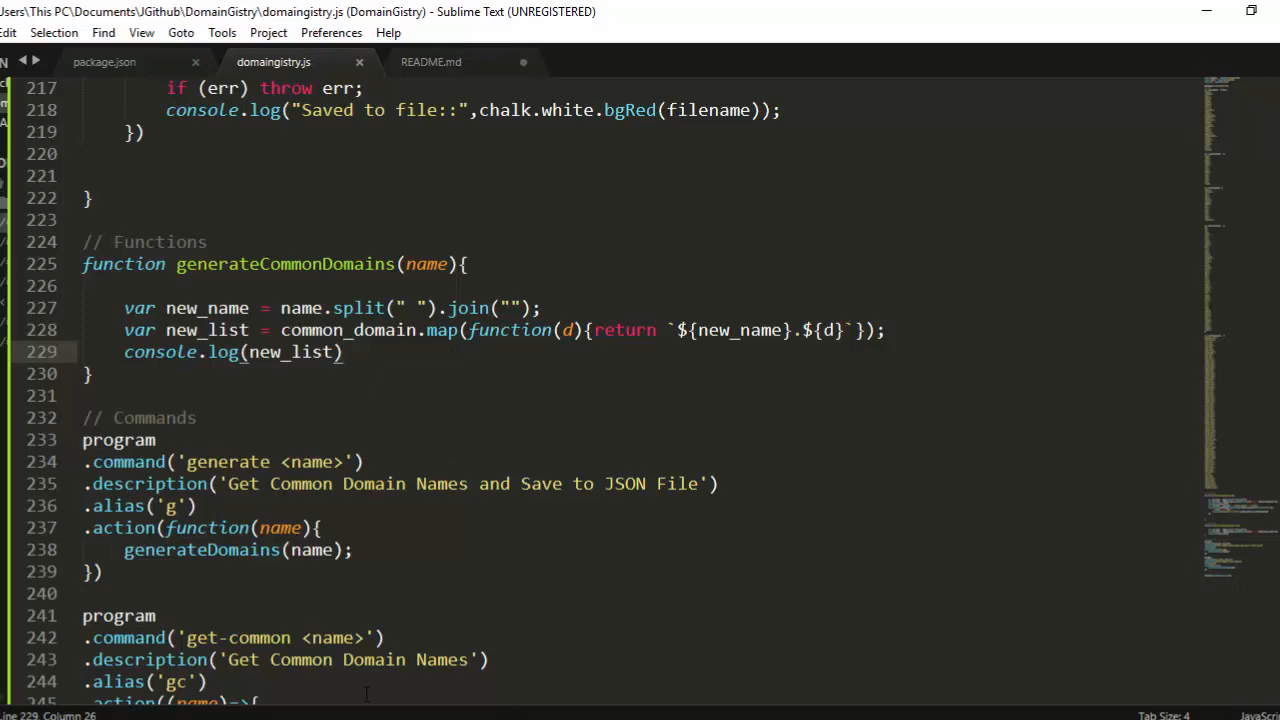 Users\This PC\Documents\JGithub\DomainGistry\domaingistry.js (DomainGistry) - Sublime Text (UNREGISTERED)
Edit Selection Find View Goto Tools Project Preferences Help
package.json domaingistry.js README.md
217 if (err) throw err;
218 console.log("Saved to file::",chalk.white.bgRed(filename));
219 })
220
221
222 }
223
224 // Functions
225 function generateCommonDomains(name){
226
227 var new_name = name.split(" ").join("");
228 var new_list = common_domain.map(function(d){return `${new_name}.${d}`});
229 console.log(new_list)
230 }
231
232 // Commands
233 program
234 .command('generate <name>')
235 .description('Get Common Domain Names and Save to JSON File')
236 .alias('g')
237 .action(function(name){
238 generateDomains(name);
239 })
240
241 program
242 .command('get-common <name>')
243 .description('Get Common Domain Names')
244 .alias('gc')
245 .action((name)=>{
Line 229, Column 26 Tab Size: 4 JavaScrip